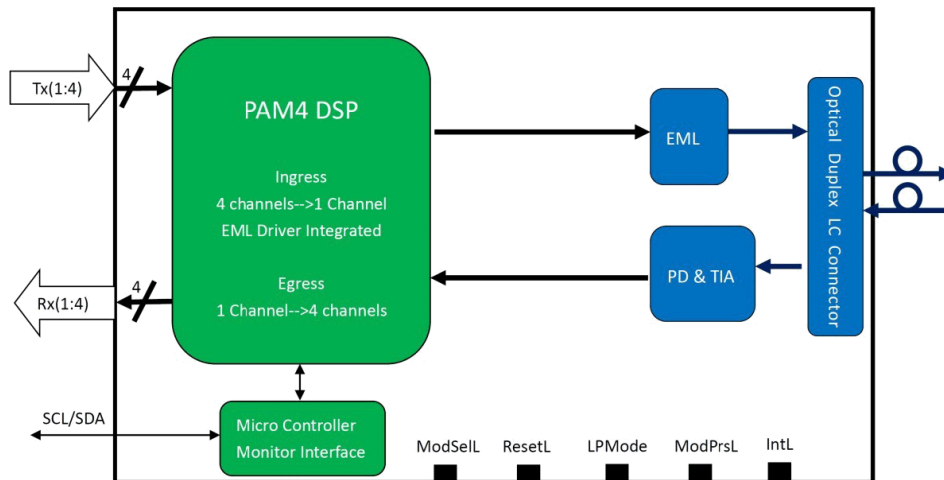 4
Tx(1:4)
PAM4 DSP
Ingress
4 channels-->1 Channel
EML Driver Integrated
Egress
1 Channel-->4 channels
EML
PD & TIA
Optical Duplex LC Connector
4
Rx(1:4)
SCL/SDA
Micro Controller
Monitor Interface
ModSelL
ResetL
LPMode
ModPrsL
IntL